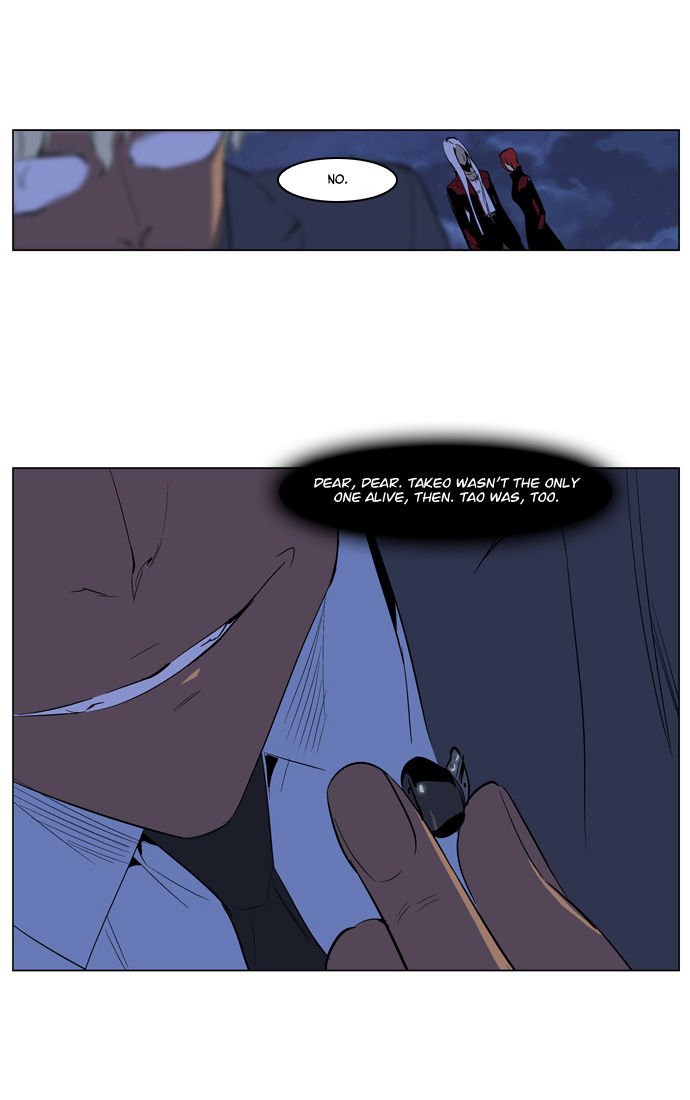 NO.
DEAR, DEAR. TAKEO WASN'T THE ONLY
ONE ALIVE, THEN. TAO WAS, TOO.